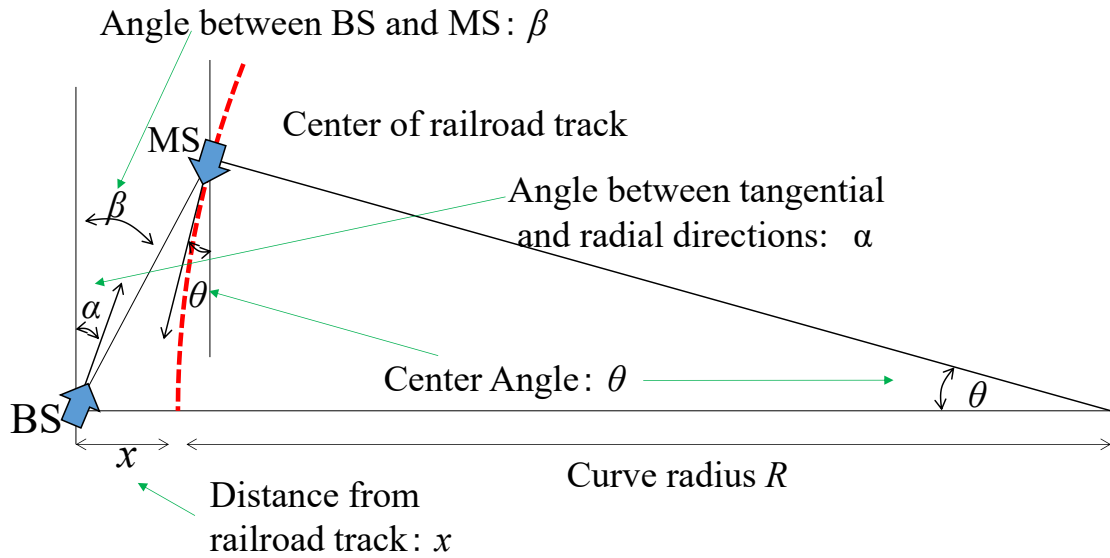 Angle between BS and MS: β
MS
Center of railroad track
β
Angle between tangential
and radial directions: α
α
θ
Center Angle: θ
θ
BS
x
Curve radius R
Distance from
railroad track: x